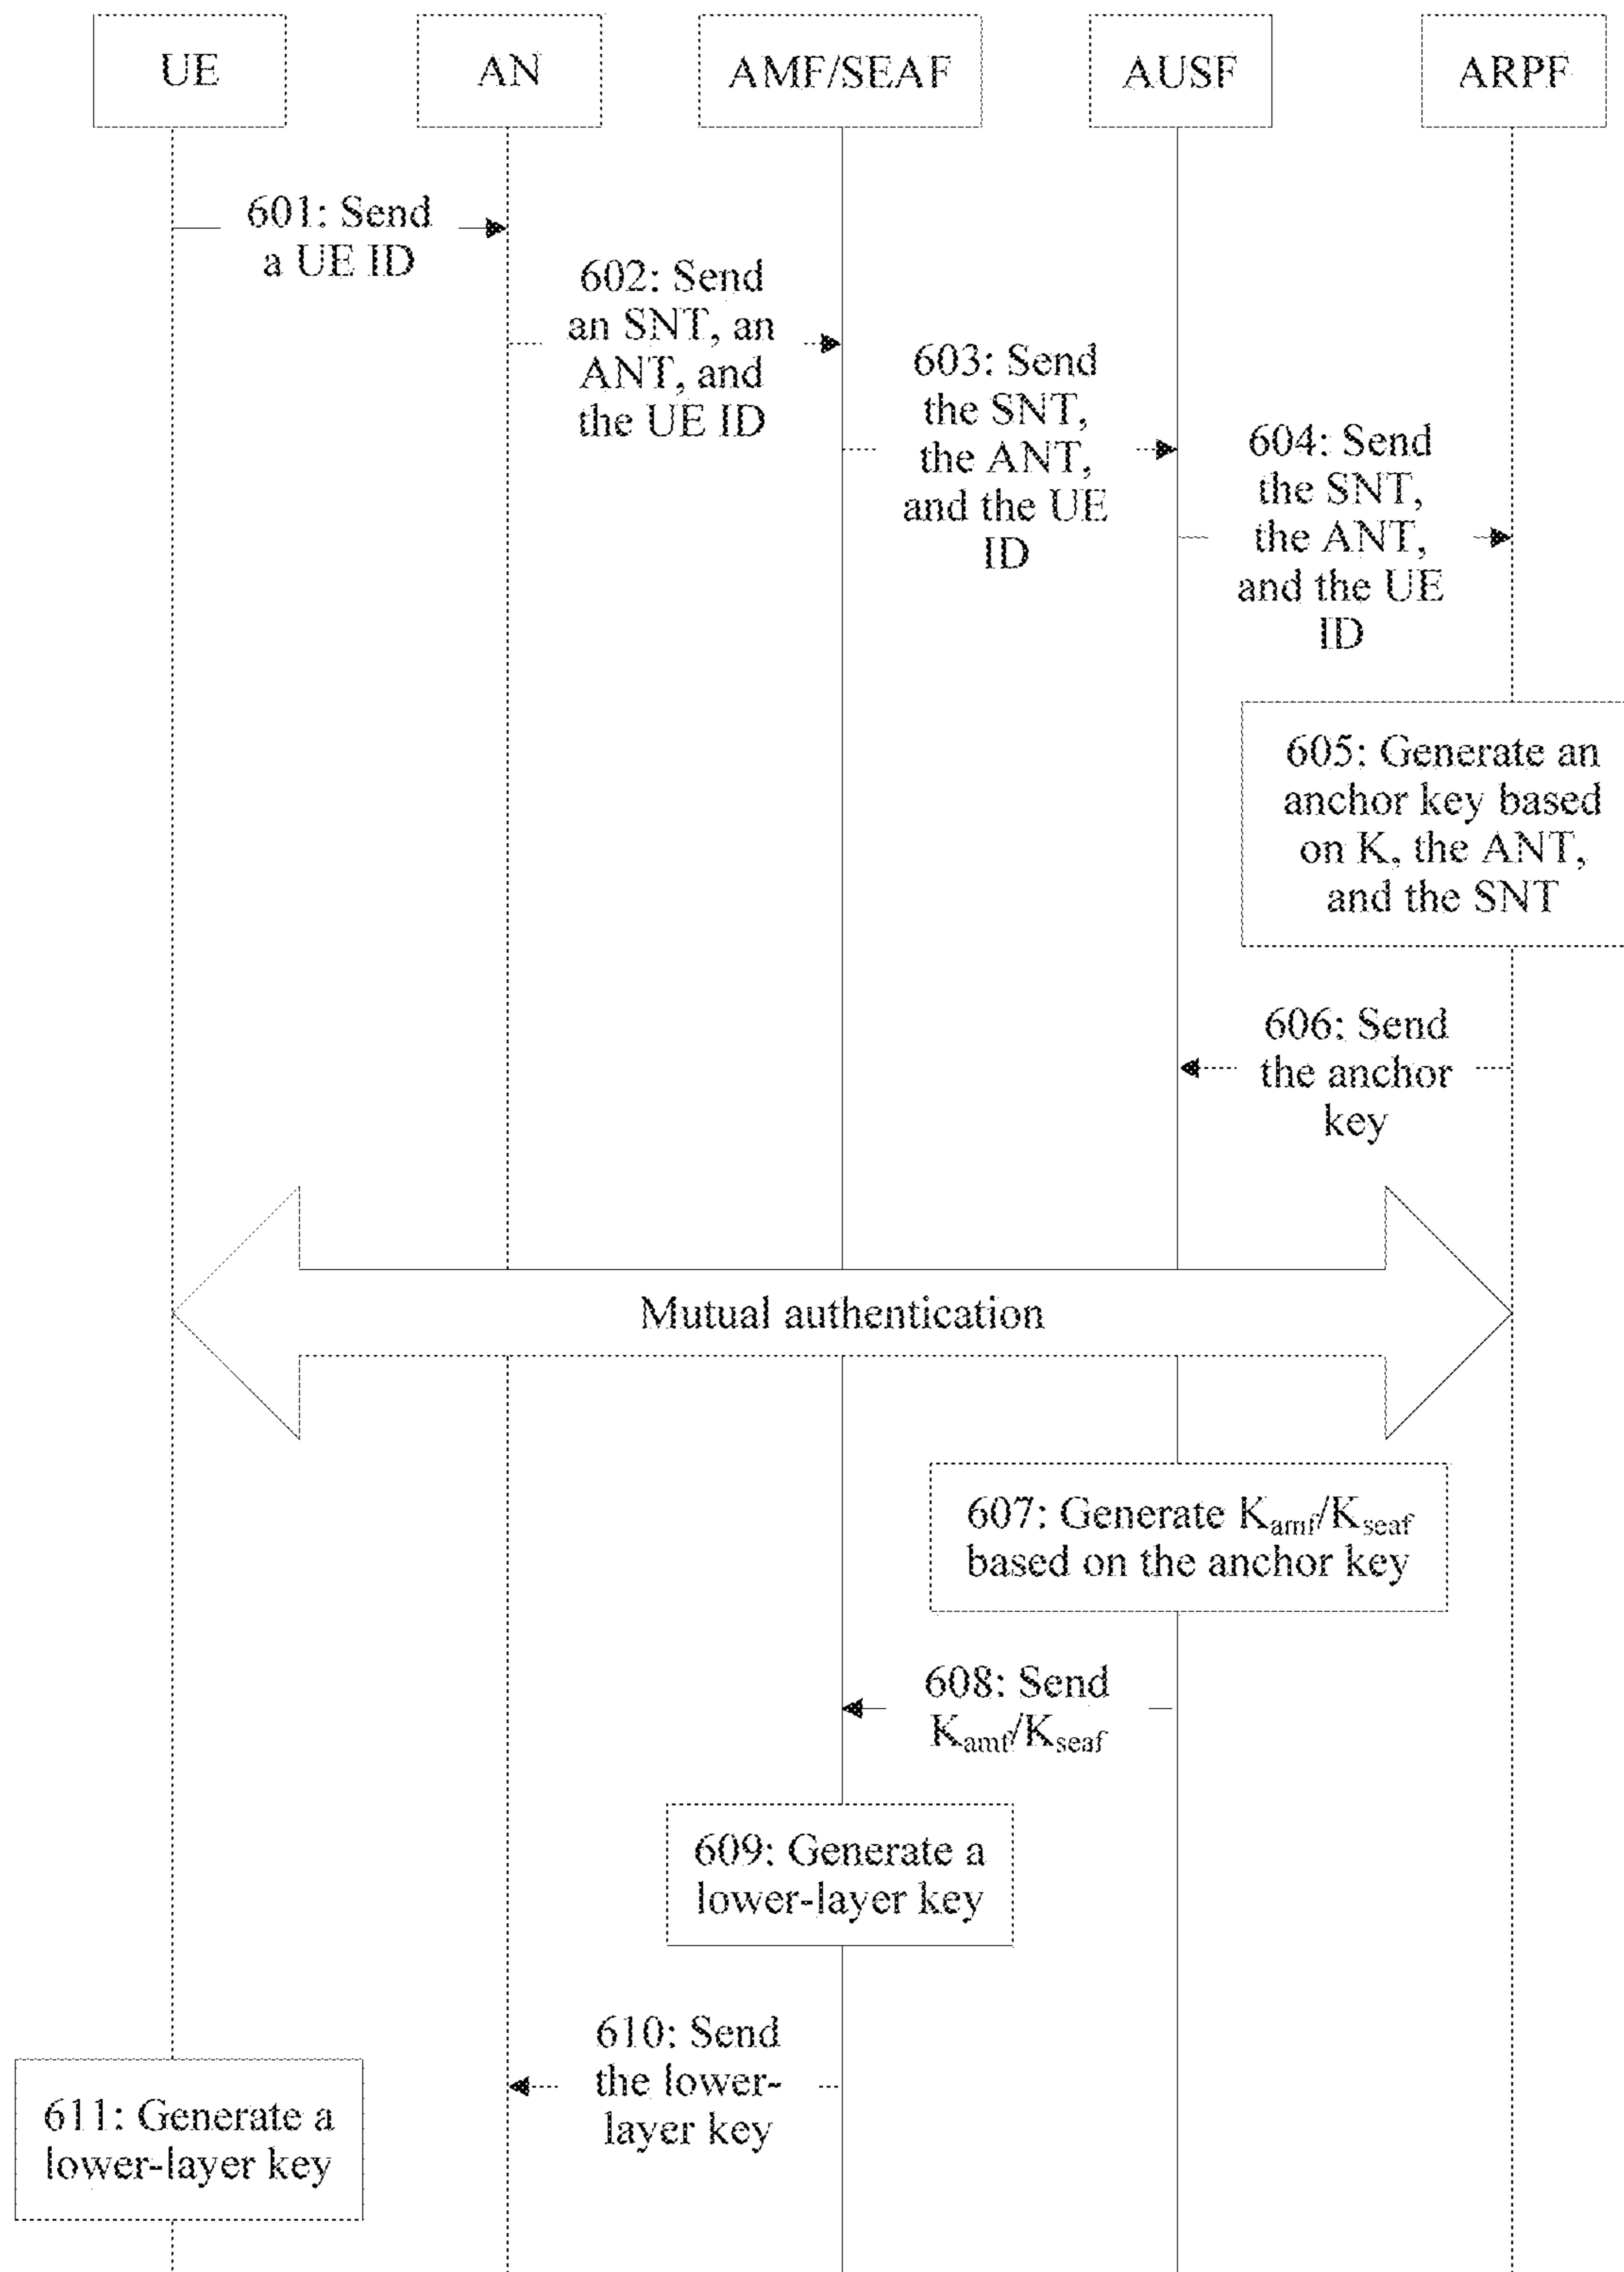 UE
AN
AMF/SEAF
AUSF
ARPF
601: Send
a UE ID
602: Send
an SNT, an
ANT, and
the UE ID
603: Send
the SNT,
the ANT,
and the UE
ID
604: Send
the SNT,
the ANT,
and the UE
ID
605: Generate an
anchor key based
on K, the ANT,
and the SNT
606: Send
the anchor
key
Mutual authentication
607: Generate Kamf/Kseaf
based on the anchor key
608: Send
Kamf/Kseaf
609: Generate a
lower-layer key
610: Send
the lower-
layer key
611: Generate a
lower-layer key